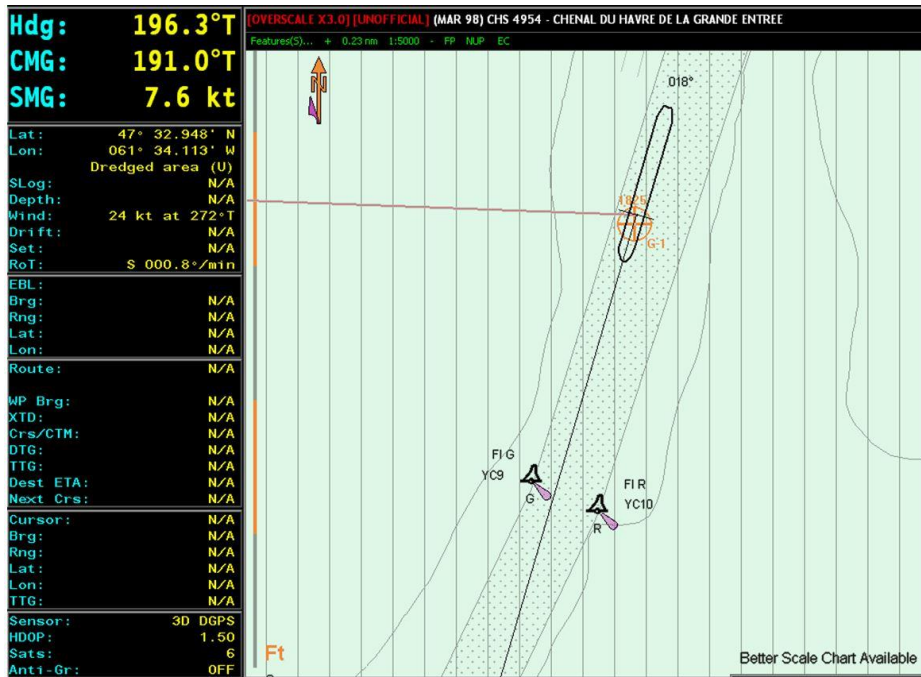 Hdg: 196.3°T
CMG: 191.0°T
SMG: 7.6 kt
Lat: 47° 32.948' N
Lon: 061° 34.113' W
Dredged area (U)
SLog: N/A
Depth: N/A
Wind: 24 kt at 272°T
Drift: N/A
Set: N/A
RoT: S 000.8°/min
EBL:
Brg: N/A
Rng: N/A
Lat: N/A
Lon: N/A
Route: N/A
WP Brg: N/A
XTD: N/A
Crs/CTM: N/A
DTG: N/A
TTG: N/A
Dest ETA: N/A
Next Crs: N/A
Cursor: N/A
Brg: N/A
Rng: N/A
Lat: N/A
Lon: N/A
TTG: N/A
Sensor: 3D DGPS
HDOP: 1.50
Sats: 6
Anti-Gr: OFF
[OVERSCALE X3.0] [UNOFFICIAL] (MAR 98) CHS 4954 - CHENAL DU HAVRE DE LA GRANDE ENTREE
Features(S)... + 0.23 nm 1:5000 - FP NUP EC
N
018°
1825
G-1
Fl G
YC9
G
Fl R
YC10
R
Ft
Better Scale Chart Available